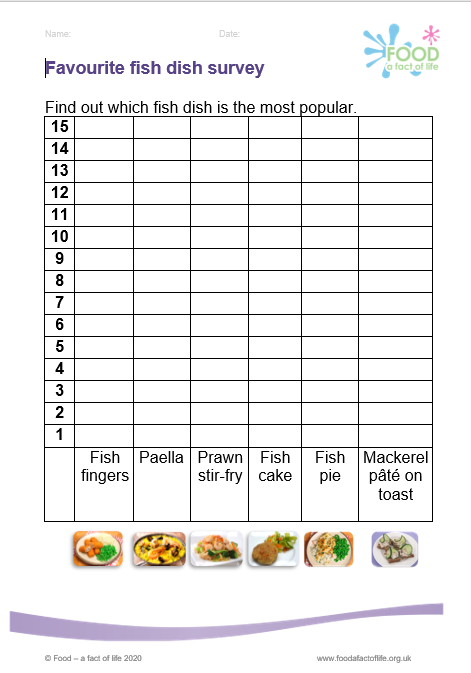 Name:
Date:
FOOD
a fact of life
Favourite fish dish survey
Find out which fish dish is the most popular.
15
14
13
12
11
10
9
8
7
6
5
4
3
2
1
Fish fingers
Paella
Prawn stir-fry
Fish cake
Fish pie
Mackerel pâté on toast
© Food – a fact of life 2020
www.foodafactoflife.org.uk